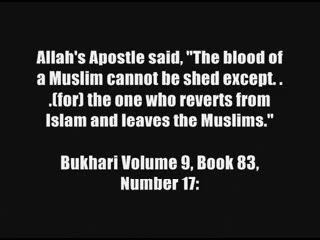 Allah's Apostle said, "The blood of
a Muslim cannot be shed except. .
.(for) the one who reverts from
Islam and leaves the Muslims."
Bukhari Volume 9, Book 83,
Number 17: